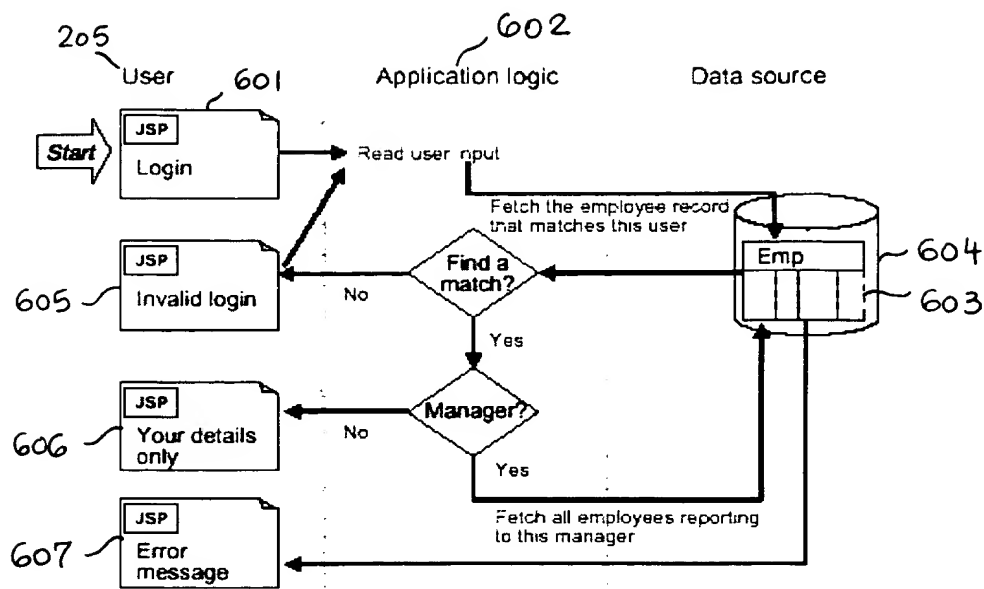 205
602
User
601
Application logic
Data source
Start
JSP
Login
Read user input
Fetch the employee record
that matches this user
Emp
604
603
JSP
Invalid login
605
No
Find a
match?
Yes
JSP
Your details
only
606
No
Manager?
Yes
Fetch all employees reporting
to this manager
JSP
Error
message
607